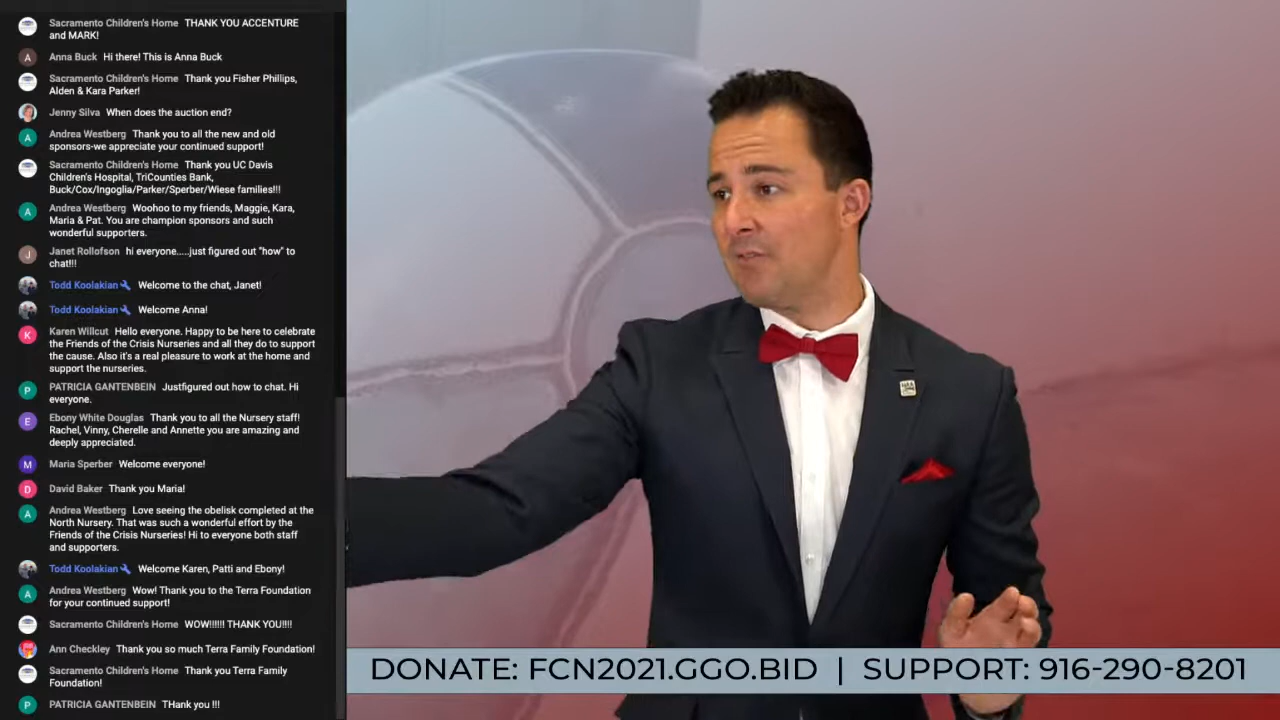 Sacramento Children's Home THANK YOU ACCENTURE
and MARK!
A
Anna Buck Hi there! This is Anna Buck
Sacramento Children's Home Thank you Fisher Phillips,
Alden & Kara Parker!
Jenny Silva When does the auction end?
A
Andrea Westberg Thank you to all the new and old
sponsors-we appreciate your continued support!
Sacramento Children's Home Thank you UC Davis
Children's Hospital, TriCounties Bank,
Buck/Cox/Ingoglia/Parker/Sperber/Wiese families!!!
A
Andrea Westberg Woohoo to my friends, Maggie, Kara,
Maria & Pat. You are champion sponsors and such
wonderful supporters.
J
Janet Rollofson hi everyone.....just figured out "how" to
chat!!!
Todd Koolakian Welcome to the chat, Janet!
Todd Koolakian Welcome Anna!
K
Karen Willcut Hello everyone. Happy to be here to celebrate
the Friends of the Crisis Nurseries and all they do to support
the cause. Also it's a real pleasure to work at the home and
support the nurseries.
P
PATRICIA GANTENBEIN Justfigured out how to chat. Hi
everyone.
E
Ebony White Douglas Thank you to all the Nursery staff!
Rachel, Vinny, Cherelle and Annette you are amazing and
deeply appreciated.
M
Maria Sperber Welcome everyone!
D
David Baker Thank you Maria!
A
Andrea Westberg Love seeing the obelisk completed at the
North Nursery. That was such a wonderful effort by the
Friends of the Crisis Nurseries! Hi to everyone both staff
and supporters.
Todd Koolakian Welcome Karen, Patti and Ebony!
A
Andrea Westberg Wow! Thank you to the Terra Foundation
for your continued support!
Sacramento Children's Home WOW!!!!!! THANK YOU!!!!
Ann Checkley Thank you so much Terra Family Foundation!
Sacramento Children's Home Thank you Terra Family
Foundation!
P
PATRICIA GANTENBEIN THank you !!!
DONATE: FCN2021.GGO.BID | SUPPORT: 916-290-8201